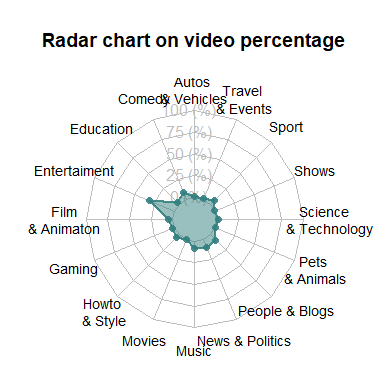 Radar chart on video percentage
Autos
& Vehicles
Travel
& Events
Comedy
100 (%)
Sport
Education
75 (%)
50 (%)
Entertaiment
Shows
25 (%)
Film
& Animaton
Science
& Technology
Gaming
Pets
& Animals
Howto
& Style
People & Blogs
Movies
News & Politics
Music